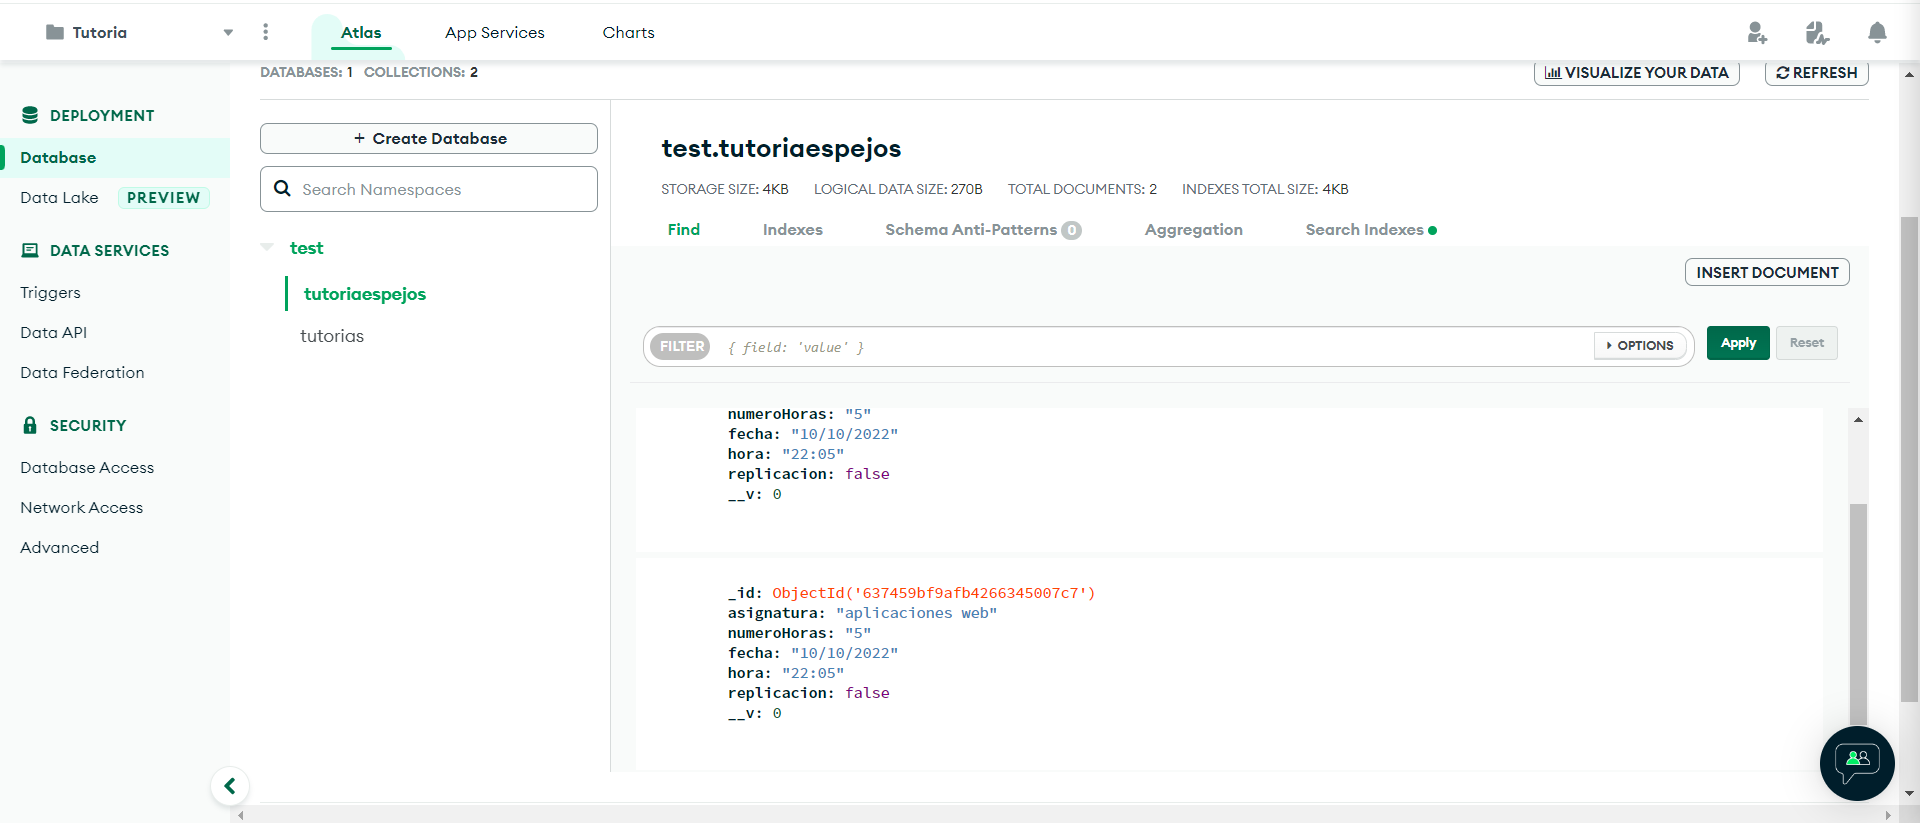 Tutoria
Atlas
App Services
Charts
DATABASES: 1 COLLECTIONS: 2
VISUALIZE YOUR DATA
REFRESH
DEPLOYMENT
Database
Data Lake PREVIEW
DATA SERVICES
Triggers
Data API
Data Federation
SECURITY
Database Access
Network Access
Advanced
+ Create Database
Search Namespaces
test
tutoriaespejos
tutorias
test.tutoriaespejos
STORAGE SIZE: 4KB LOGICAL DATA SIZE: 270B TOTAL DOCUMENTS: 2 INDEXES TOTAL SIZE: 4KB
Find Indexes Schema Anti-Patterns 0 Aggregation Search Indexes
INSERT DOCUMENT
FILTER { field: 'value' } OPTIONS Apply Reset
numeroHoras: "5"
fecha: "10/10/2022"
hora: "22:05"
replicacion: false
__v: 0
_id: ObjectId('637459bf9afb4266345007c7')
asignatura: "aplicaciones web"
numeroHoras: "5"
fecha: "10/10/2022"
hora: "22:05"
replicacion: false
__v: 0